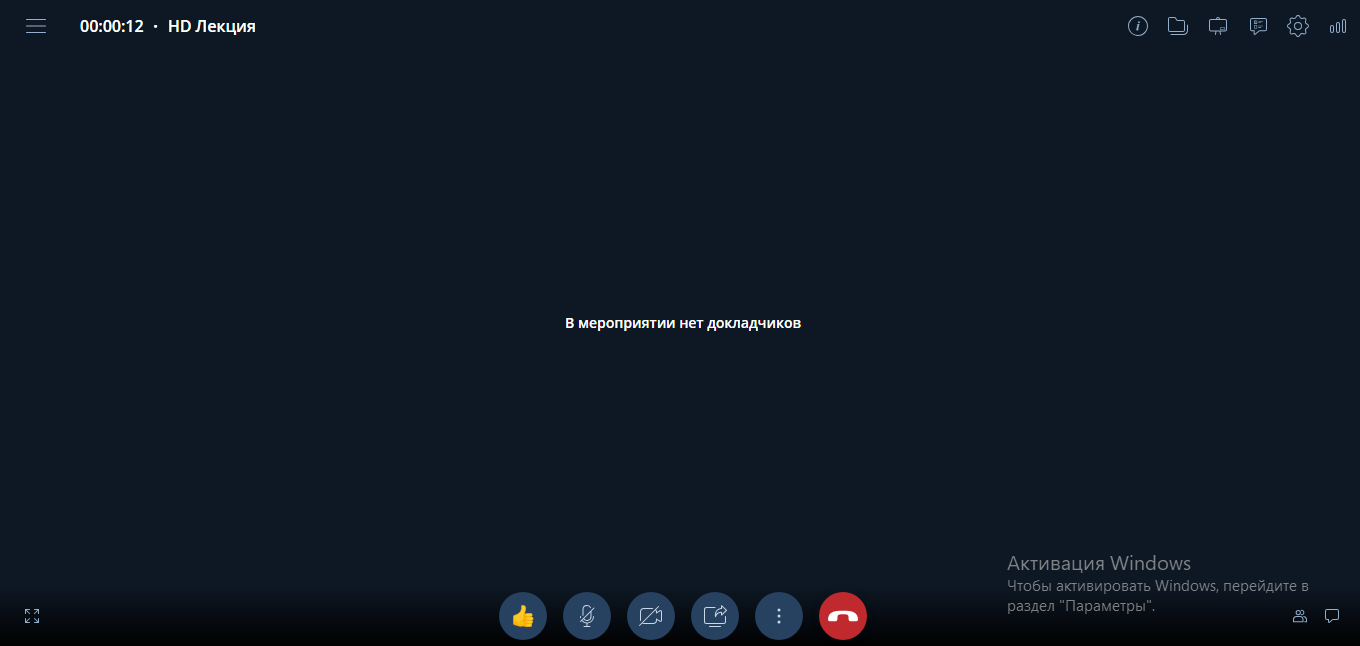 00:00:12 · HD Лекция
В мероприятии нет докладчиков
Активация Windows
Чтобы активировать Windows, перейдите в
раздел "Параметры".